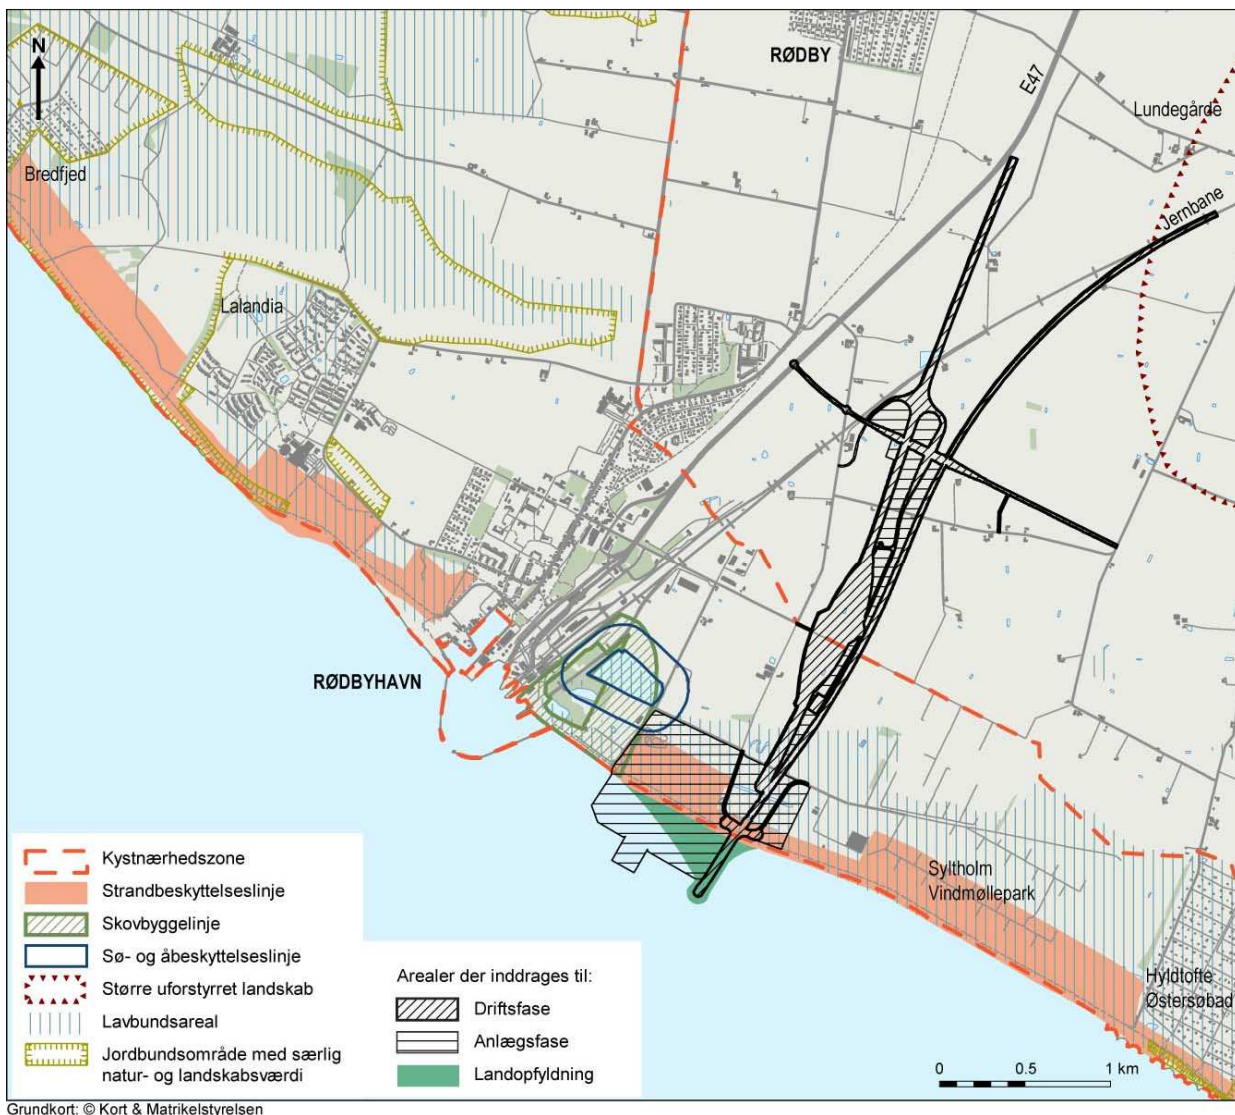 N
RØDBY
E47
Lundegårde
Bredfjed
Jernbane
Lalandia
RØDBYHAVN
Syltholm
Vindmøllepark
Hyldtofte
Østersøbad
Kystnærhedszone
Strandbeskyttelseslinje
Skovbyggelinje
Sø- og åbeskyttelseslinje
Større uforstyrret landskab
Lavbundsareal
Jordbundsområde med særlig
natur- og landskabsværdi
Arealer der inddrages til:
Driftsfase
Anlægsfase
Landopfyldning
0 0.5 1 km
Grundkort: © Kort & Matrikelstyrelsen